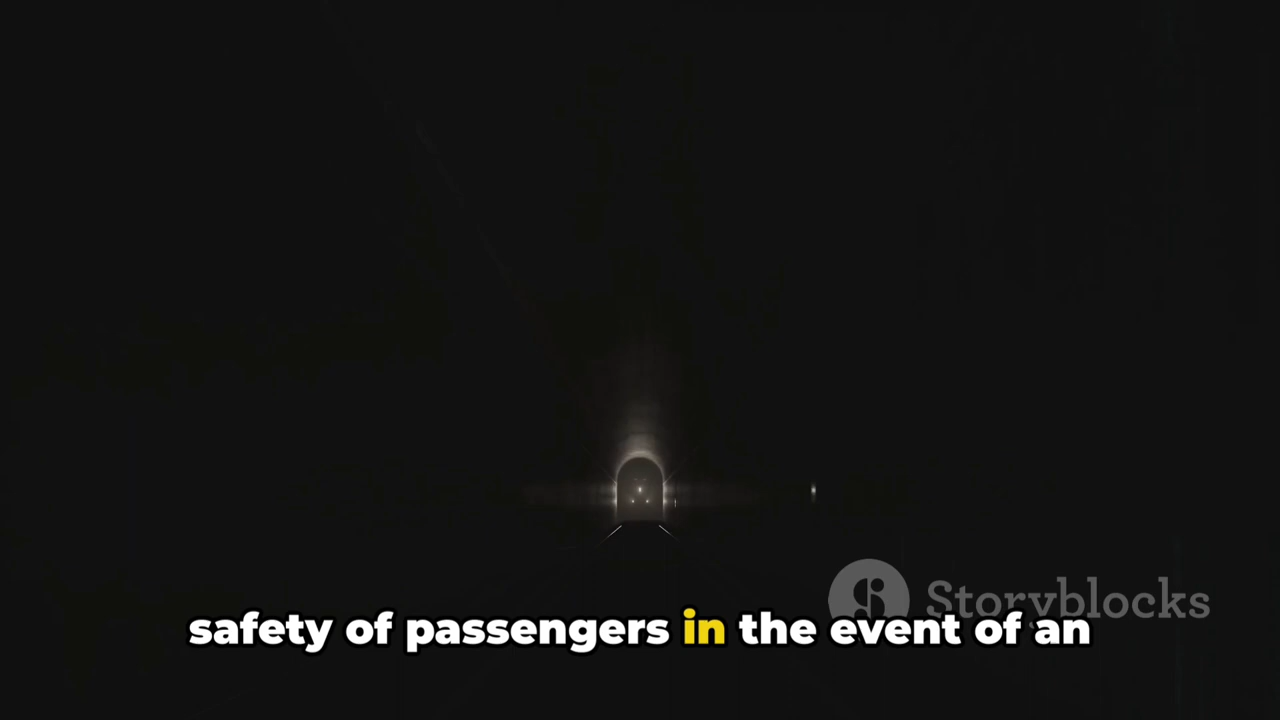 Storyblocks
safety of passengers in the event of an